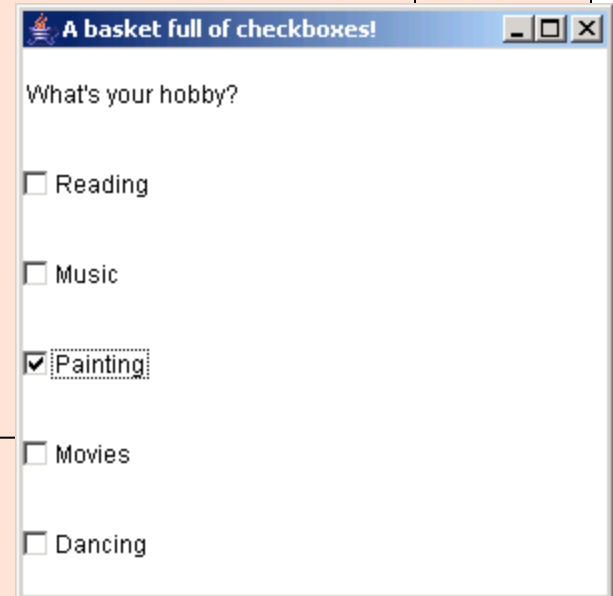 A basket full of checkboxes!
What's your hobby?
Reading
Music
Painting
Movies
Dancing